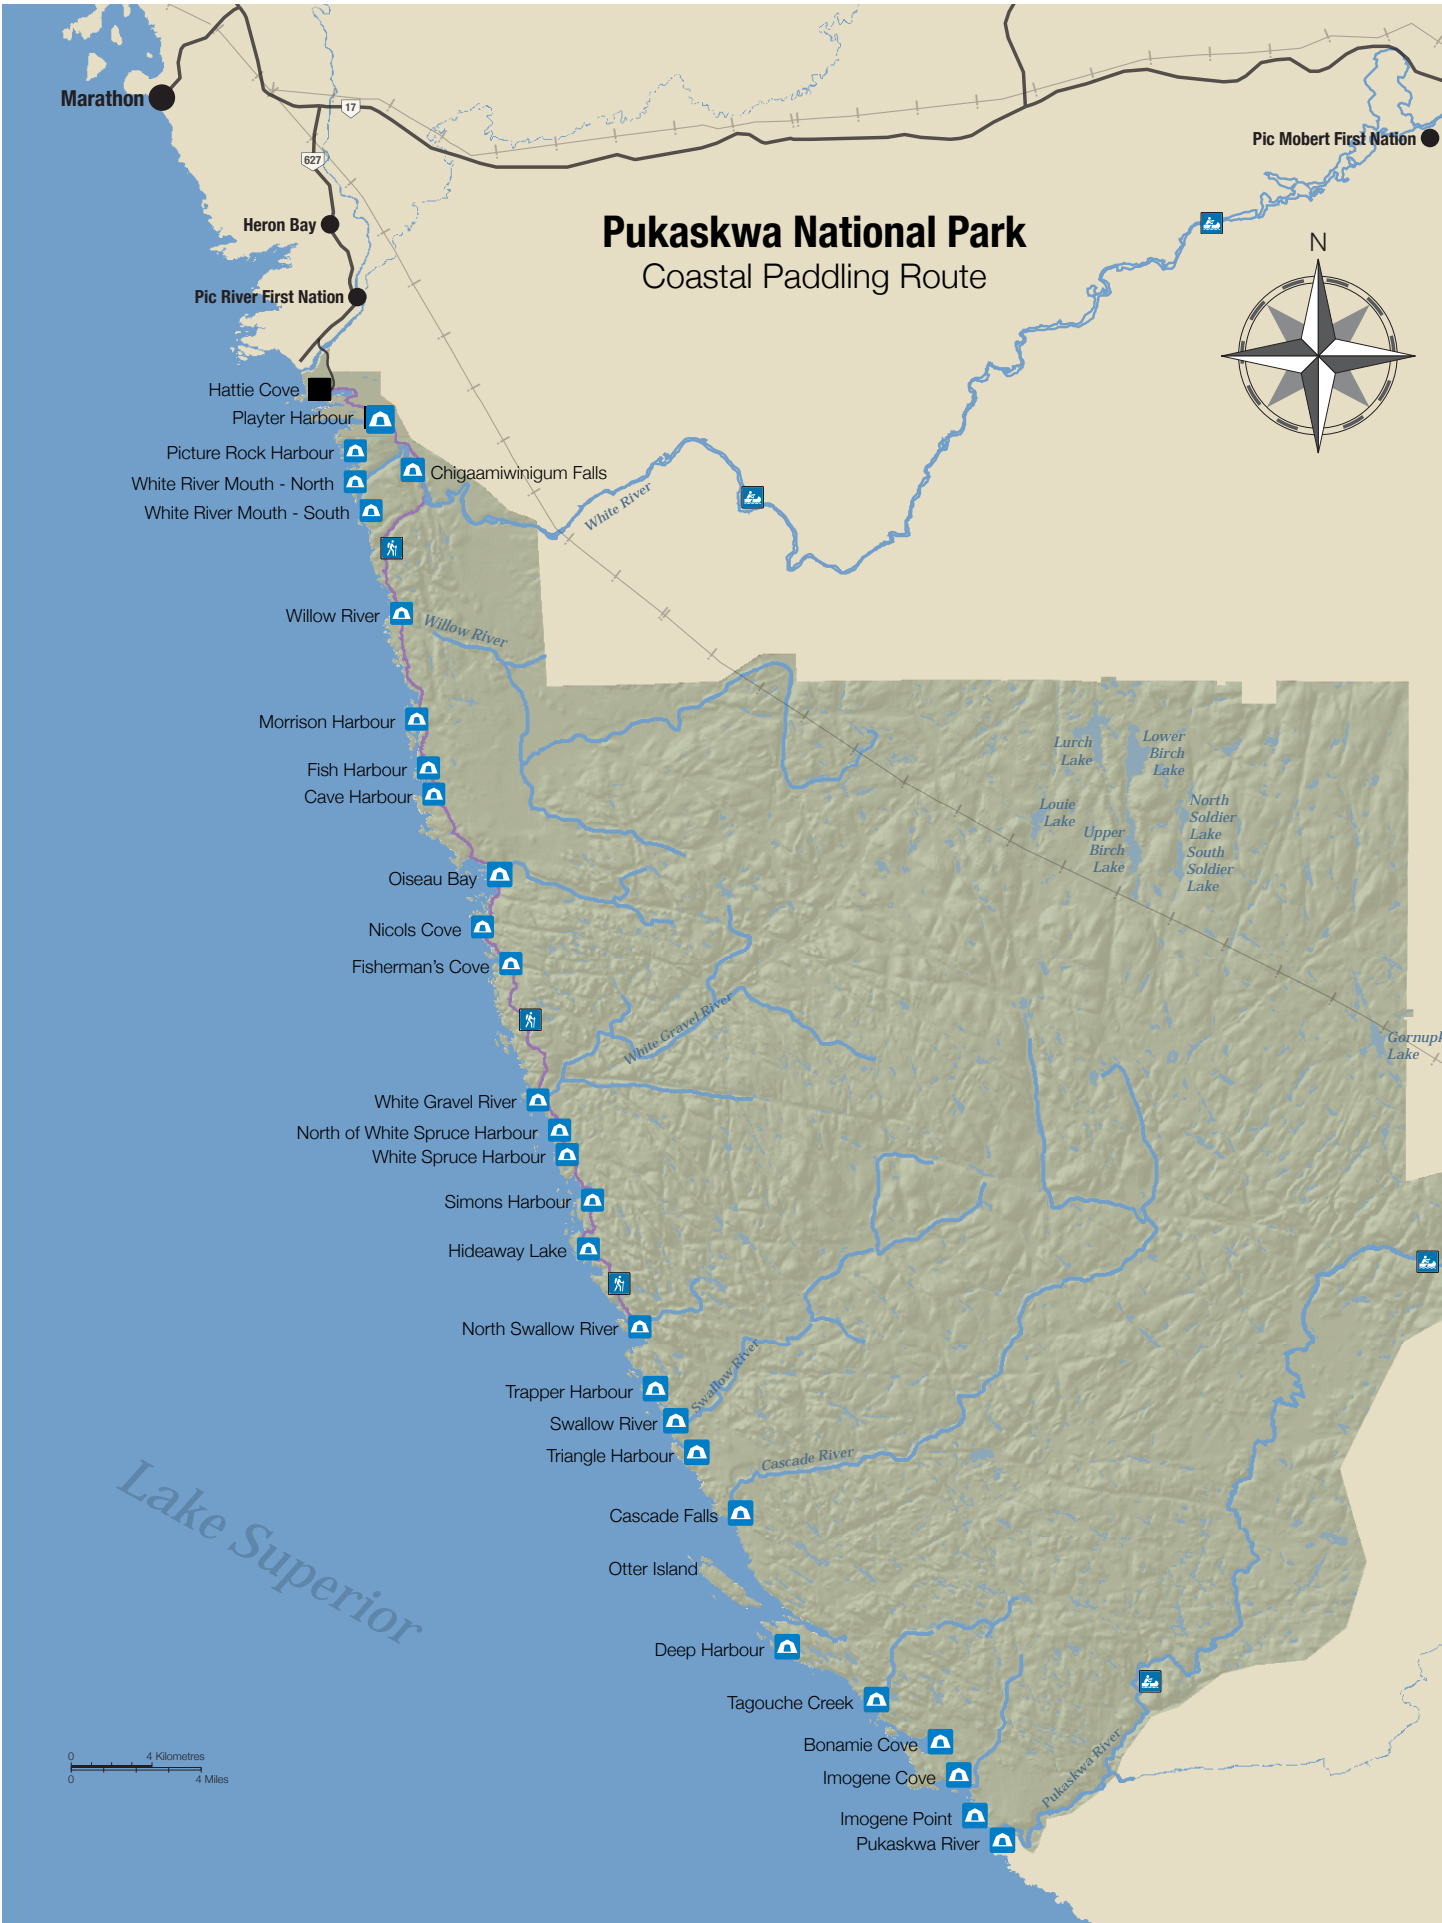 Marathon
17
627
Pic Mobert First Nation
Heron Bay
Pukaskwa National Park
Coastal Paddling Route
N
Pic River First Nation
Hattie Cove
Playter Harbour
Picture Rock Harbour
Chigaamiwinigum Falls
White River Mouth - North
White River Mouth - South
White River
Willow River
Willow River
Morrison Harbour
Lurch
Lake
Lower
Birch
Lake
Fish Harbour
Cave Harbour
Louie
Lake
North
Soldier
Lake
Upper
Birch
Lake
South
Soldier
Lake
Oiseau Bay
Nicols Cove
Fisherman's Cove
White Gravel River
Gornupk
Lake
White Gravel River
North of White Spruce Harbour
White Spruce Harbour
Simons Harbour
Hideaway Lake
North Swallow River
Trapper Harbour
Swallow River
Swallow River
Triangle Harbour
Cascade River
Cascade Falls
Otter Island
Lake Superior
Deep Harbour
Tagouche Creek
Bonamie Cove
Imogene Cove
Pukaskwa River
Imogene Point
Pukaskwa River
0 4 Kilometres
0 4 Miles